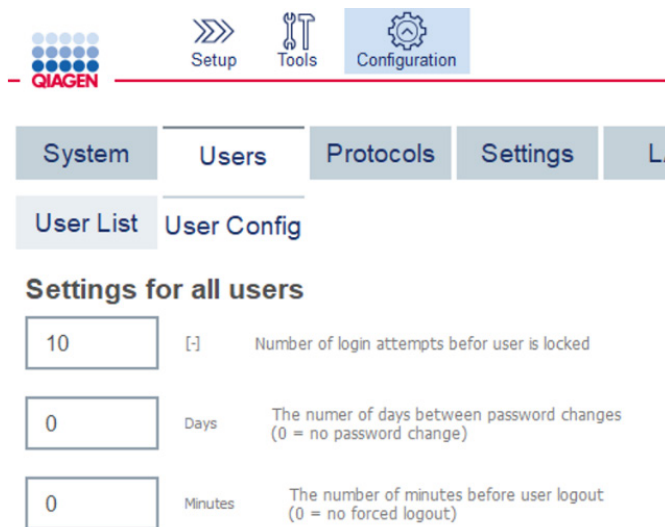 QIAGEN
Setup
Tools
Configuration
System
Users
Protocols
Settings
User List
User Config
Settings for all users
10
[-]
Number of login attempts befor user is locked
0
Days
The numer of days between password changes
(0 = no password change)
0
Minutes
The number of minutes before user logout
(0 = no forced logout)